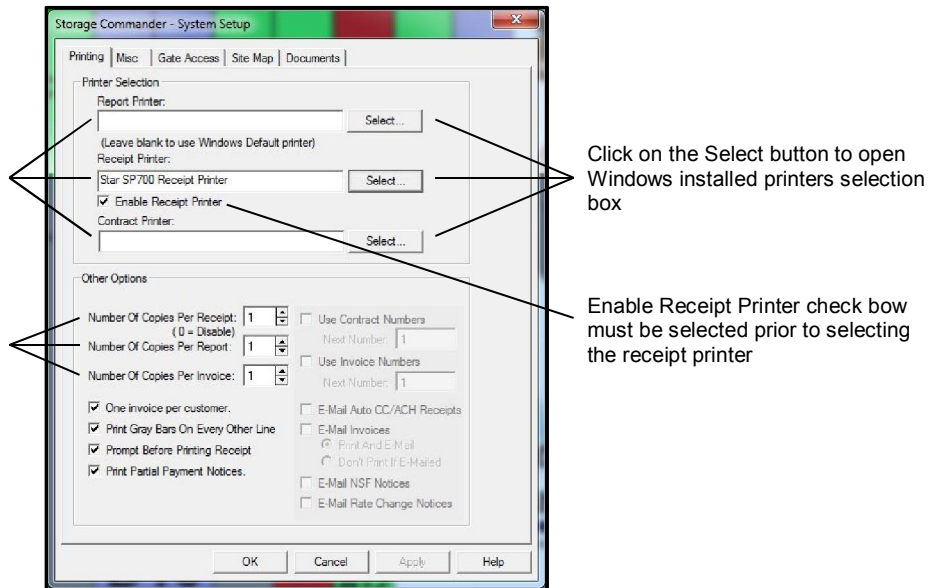 Storage Commander - System Setup
Printing Misc Gate Access Site Map Documents
Printer Selection
Report Printer:
Select...
(Leave blank to use Windows Default printer)
Receipt Printer:
Star SP700 Receipt Printer Select...
Enable Receipt Printer
Contract Printer:
Select...
Other Options
Number Of Copies Per Receipt: 1
( 0 = Disable)
Number Of Copies Per Report: 1
Number Of Copies Per Invoice: 1
One invoice per customer.
Print Gray Bars On Every Other Line
Prompt Before Printing Receipt
Print Partial Payment Notices.
Use Contract Numbers
Next Number: 1
Use Invoice Numbers
Next Number: 1
E-Mail Auto CC/ACH Receipts
E-Mail Invoices
Print And E-Mail
Don't Print If E-Mailed
E-Mail NSF Notices
E-Mail Rate Change Notices
OK Cancel Apply Help
Click on the Select button to open
Windows installed printers selection
box
Enable Receipt Printer check bow
must be selected prior to selecting
the receipt printer